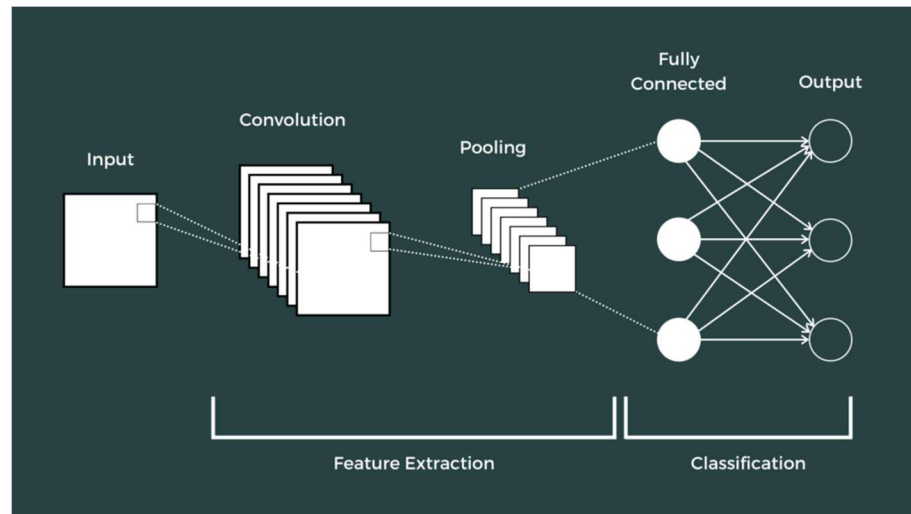 Input
Convolution
Pooling
Fully
Connected
Output
Feature Extraction
Classification